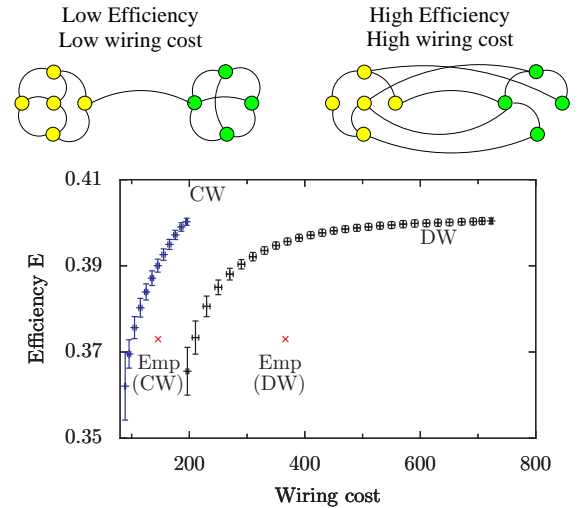 Low Efficiency
Low wiring cost
High Efficiency
High wiring cost
0.41
0.39
0.37
0.35
Efficiency E
CW
DW
Emp
(CW)
Emp
(DW)
200
400
600
800
Wiring cost